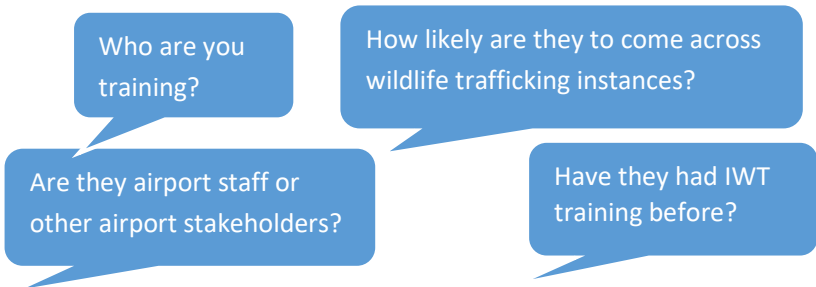 Who are you
training?
How likely are they to come across
wildlife trafficking instances?
Are they airport staff or
other airport stakeholders?
Have they had IWT
training before?